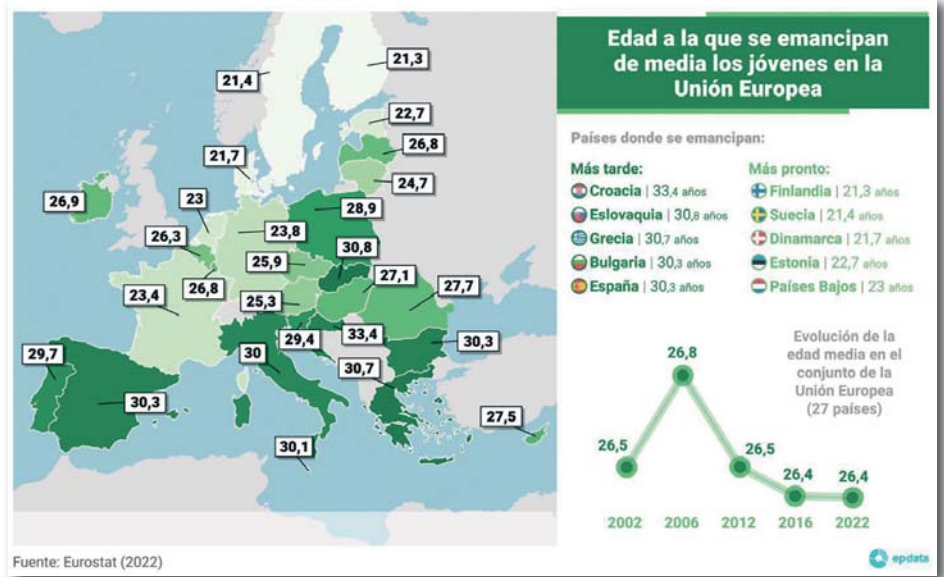 Edad a la que se emancipan
de media los jóvenes en la
Unión Europea
Países donde se emancipan:
Más tarde:
Croacia | 33,4 años
Eslovaquia | 30,8 años
Grecia | 30,7 años
Bulgaria | 30,3 años
España | 30,3 años
Más pronto:
Finlandia | 21,3 años
Suecia | 21,4 años
Dinamarca | 21,7 años
Estonia | 22,7 años
Países Bajos | 23 años
21,3
21,4
22,7
21,7
26,8
24,7
26,9
23
28,9
26,3
23,8
30,8
25,9
27,1
26,8
27,7
23,4
25,3
29,4
33,4
30,3
29,7
30
30,7
30,3
27,5
30,1
Evolución de la
edad media en el
conjunto de la
Unión Europea
(27 países)
26,5
26,8
26,5
26,4
26,4
2002
2006
2012
2016
2022
Fuente: Eurostat (2022)
epdata